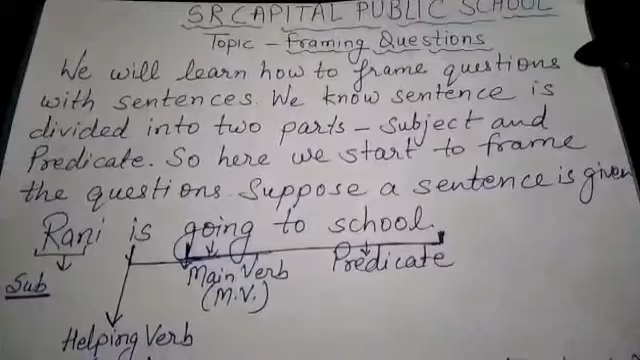 SR CAPITAL PUBLIC SCHOOL
Topic - Framing Questions
We will learn how to frame questions
with sentences. We know sentence is
divided into two parts - Subject and
Predicate. So here we start to frame
the questions. Suppose a sentence is given
Rani is going to school.
Sub
Main Verb
Predicate
(M.V.)
Helping Verb